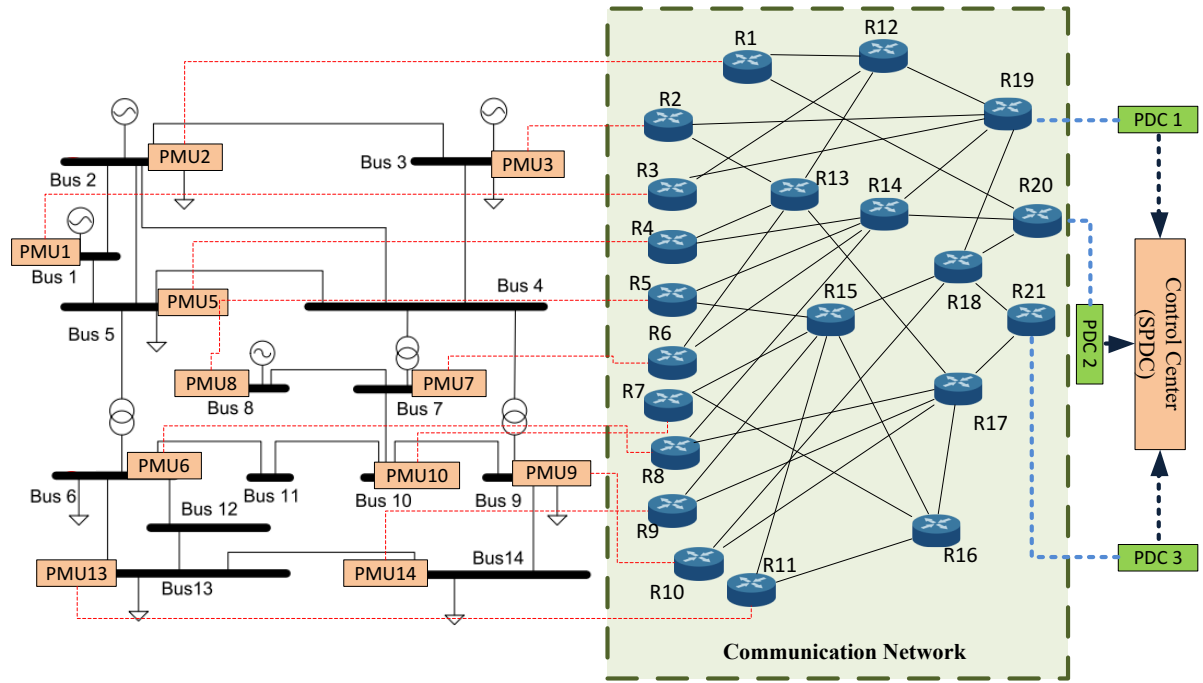 R12
R1
R19
R2
PDC 1
PMU2
Bus 3
PMU3
Bus 2
R3
R13
R14
R20
R4
PMU1
Bus 1
PMU5
Bus 4
R5
R15
R18
R21
Bus 5
PDC 2
Control Center
(SPDC)
R6
PMU8
Bus 8
PMU7
Bus 7
R7
R17
PMU6
Bus 6
Bus 11
PMU10
Bus 10
PMU9
Bus 9
R8
Bus 12
R9
R16
PMU13
Bus13
PMU14
Bus14
R10
R11
PDC 3
Communication Network